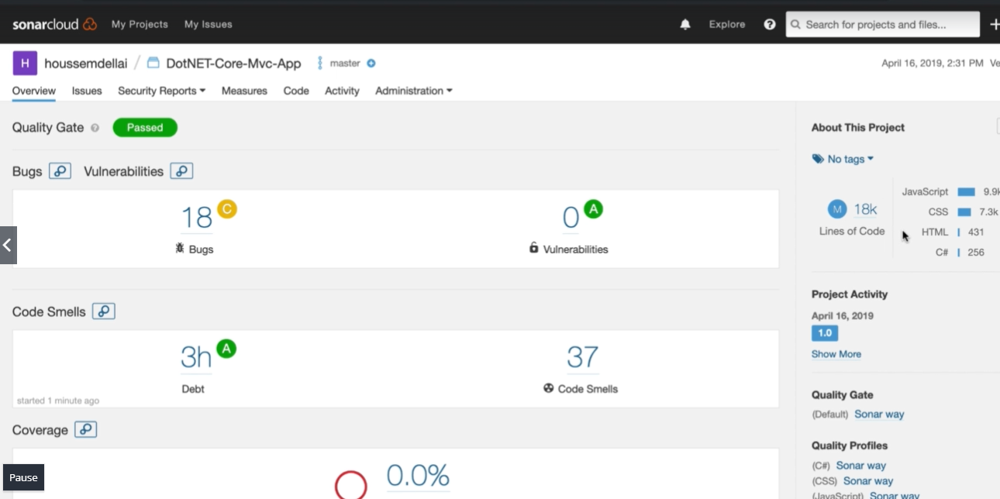 sonarcloud My Projects My Issues Explore ? Search for projects and files... +
H houssemdellai / DotNET-Core-Mvc-App master April 16, 2019, 2:31 PM Ve
Overview Issues Security Reports Measures Code Activity Administration
Quality Gate ? Passed
Bugs Vulnerabilities
18 C
Bugs
0 A
Vulnerabilities
Code Smells
3h A
Debt
37
Code Smells
started 1 minute ago
Coverage
0.0%
Pause
About This Project
No tags
M 18k
Lines of Code
JavaScript 9.9k
CSS 7.3k
HTML 431
C# 256
Project Activity
April 16, 2019
1.0
Show More
Quality Gate
(Default) Sonar way
Quality Profiles
(C#) Sonar way
(CSS) Sonar way
(JavaScript) Sonar way